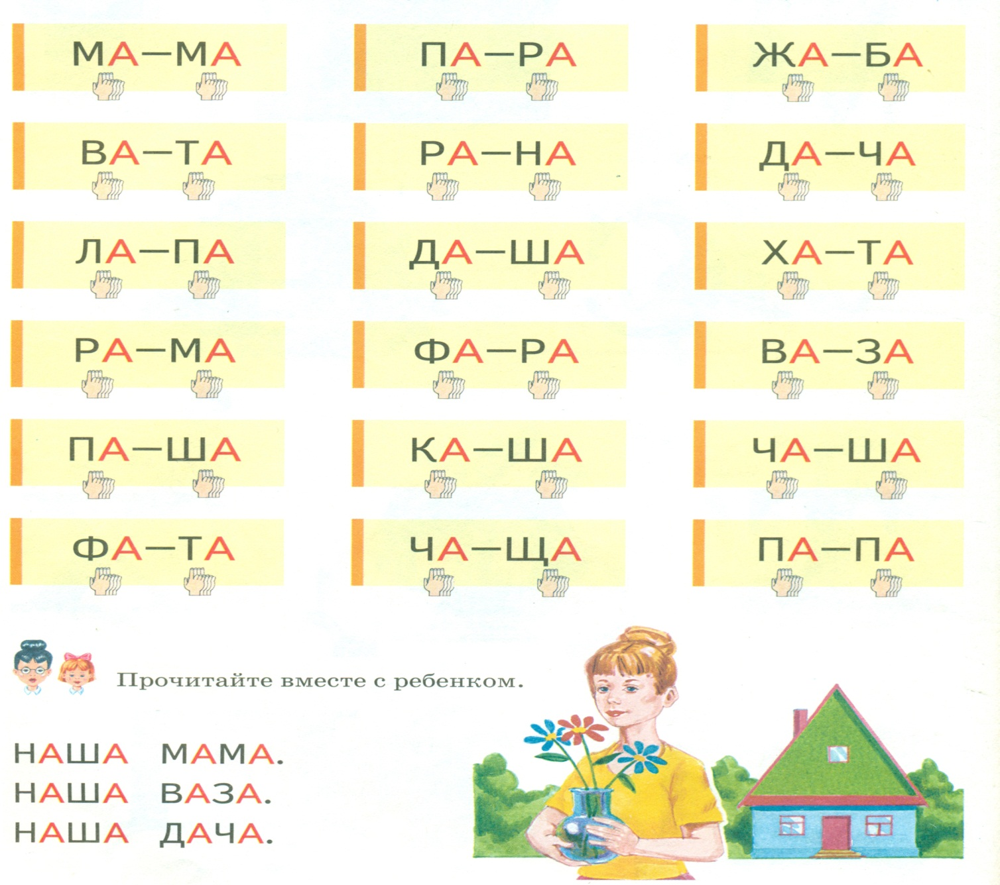 МА—МА ПА—РА ЖА—БА
ВА—ТА РА—НА ДА—ЧА
ЛА—ПА ДА—ША ХА—ТА
РА—МА ФА—РА ВА—ЗА
ПА—ША КА—ША ЧА—ША
ФА—ТА ЧА—ЩА ПА—ПА
Прочитайте вместе с ребенком.
НАША МАМА.
НАША ВАЗА.
НАША ДАЧА.